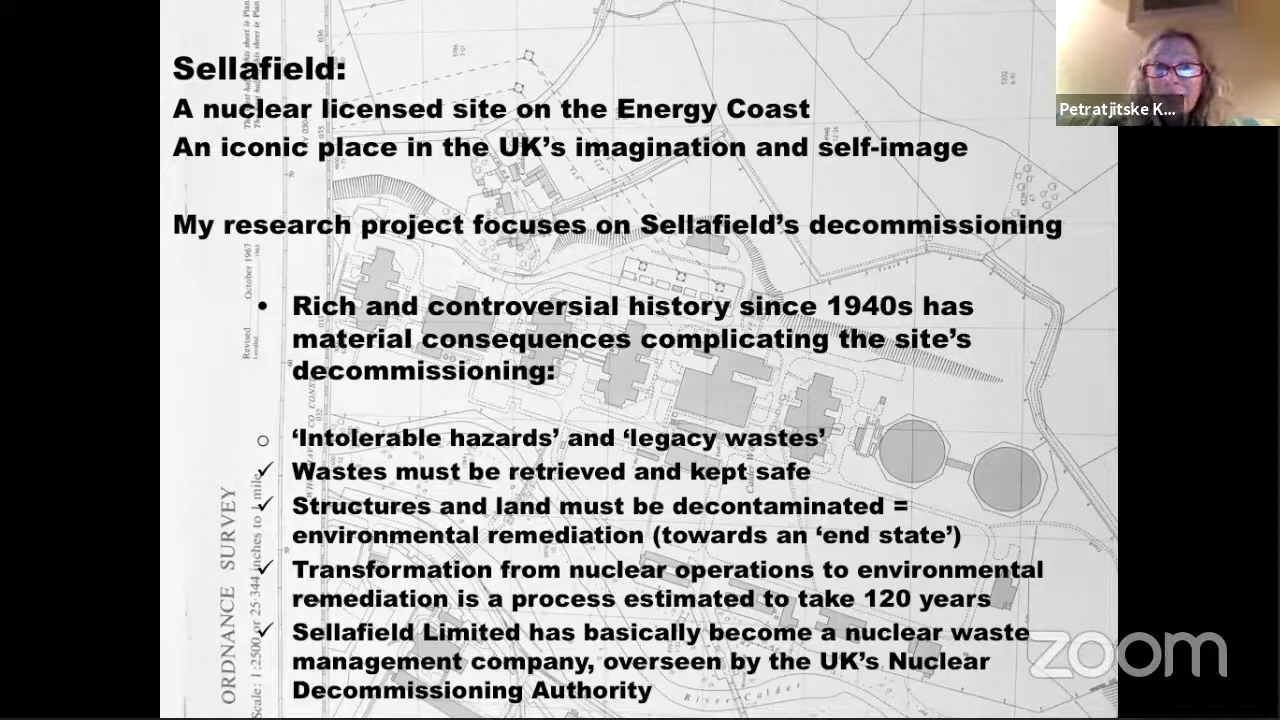 Sellafield:
A nuclear licensed site on the Energy Coast
An iconic place in the UK’s imagination and self-image
My research project focuses on Sellafield’s decommissioning
• Rich and controversial history since 1940s has
material consequences complicating the site’s
decommissioning:
○ ‘Intolerable hazards’ and ‘legacy wastes’
✓ Wastes must be retrieved and kept safe
✓ Structures and land must be decontaminated =
environmental remediation (towards an ‘end state’)
✓ Transformation from nuclear operations to environmental
remediation is a process estimated to take 120 years
✓ Sellafield Limited has basically become a nuclear waste
management company, overseen by the UK’s Nuclear
Decommissioning Authority
Petratjitske K...
zoom
ORDNANCE SURVEY
Scale: 1:2500 or 25·344 inches to 1 mile
Revised October 1967
River Calder
Track